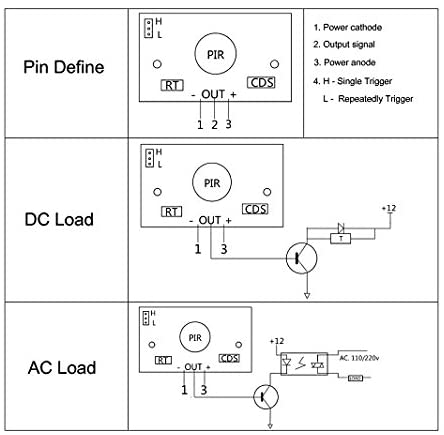 Pin Define
H
L
PIR
RT
CDS
- OUT +
1 2 3
1. Power cathode
2. Output signal
3. Power anode
4. H - Single Trigger
L - Repeatedly Trigger
DC Load
H
L
PIR
RT
CDS
- OUT +
1 3
+12
T
AC Load
H
L
PIR
RT
CDS
- OUT +
1 3
+12
AC. 110/220v